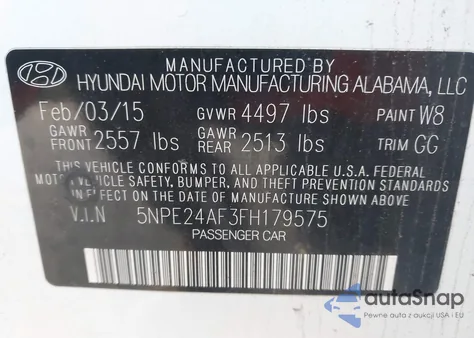 MANUFACTURED BY
HYUNDAI MOTOR MANUFACTURING ALABAMA, LLC
Feb/03/15 GVWR 4497 lbs PAINT W8
GAWR FRONT 2557 lbs GAWR REAR 2513 lbs TRIM GG
THIS VEHICLE CONFORMS TO ALL APPLICABLE U.S.A. FEDERAL
MOTOR VEHICLE SAFETY, BUMPER, AND THEFT PREVENTION STANDARDS
IN EFFECT ON THE DATE OF MANUFACTURE SHOWN ABOVE.
V.I.N 5NPE24AF3FH179575
PASSENGER CAR
autoSnap
Pewne auta z aukcji USA i EU